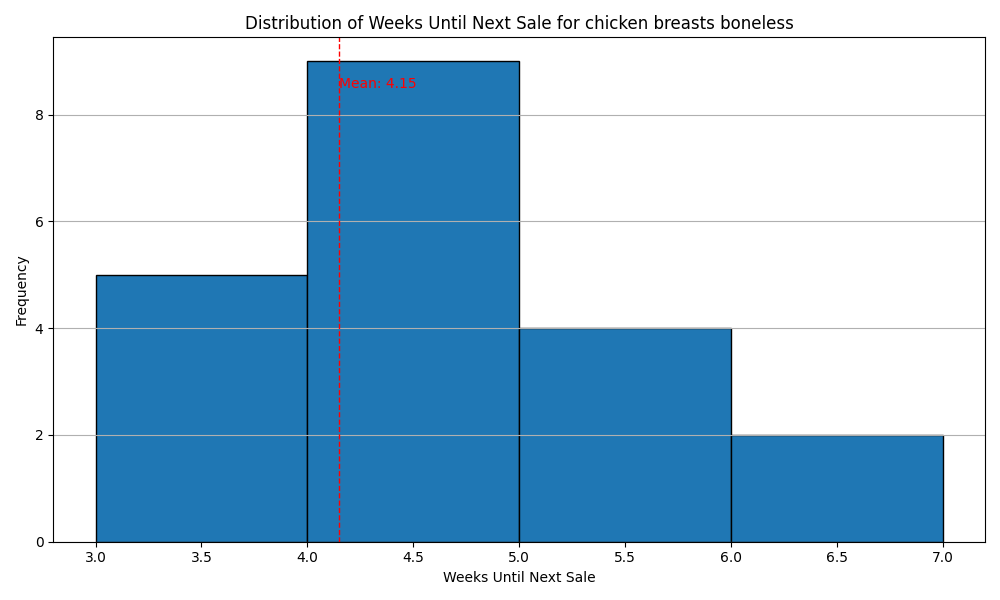 Distribution of Weeks Until Next Sale for chicken breasts boneless
Mean: 4.15
Frequency
8
6
4
2
0
3.0 3.5 4.0 4.5 5.0 5.5 6.0 6.5 7.0
Weeks Until Next Sale